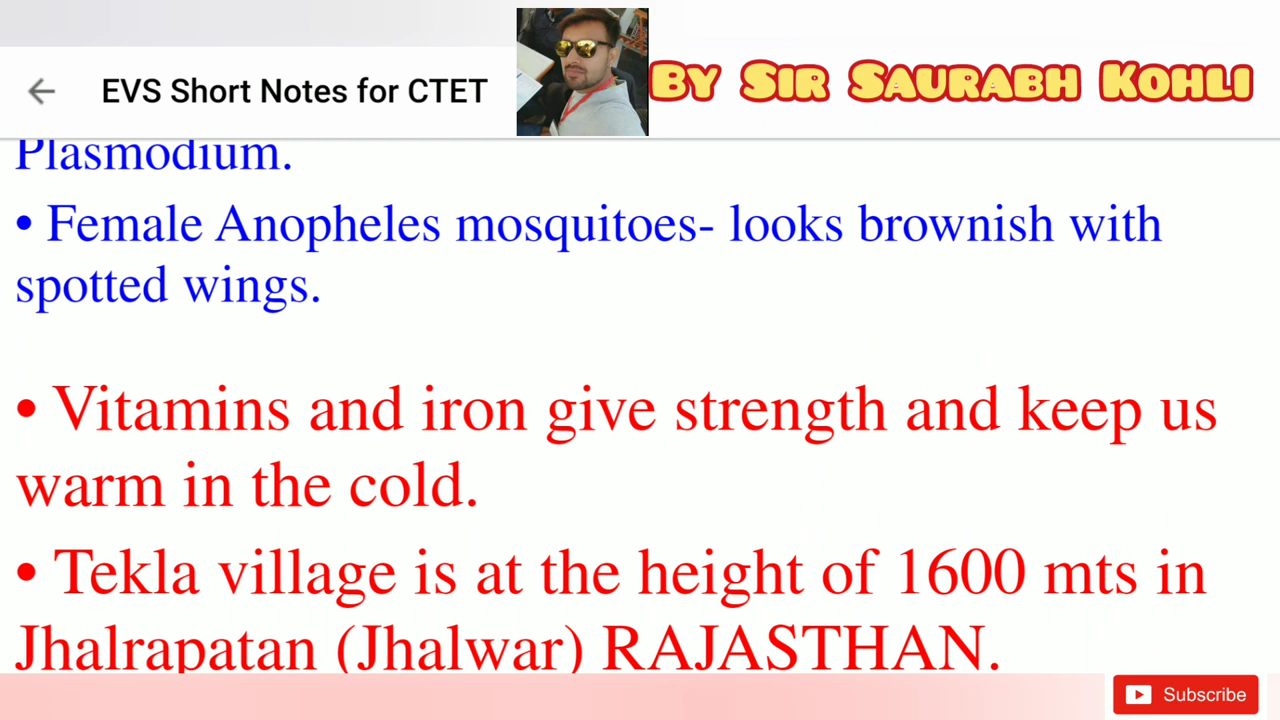 EVS Short Notes for CTET
By Sir Saurabh Kohli
Plasmodium.
• Female Anopheles mosquitoes- looks brownish with
spotted wings.
• Vitamins and iron give strength and keep us
warm in the cold.
• Tekla village is at the height of 1600 mts in
Jhalrapatan (Jhalwar) RAJASTHAN.
Subscribe